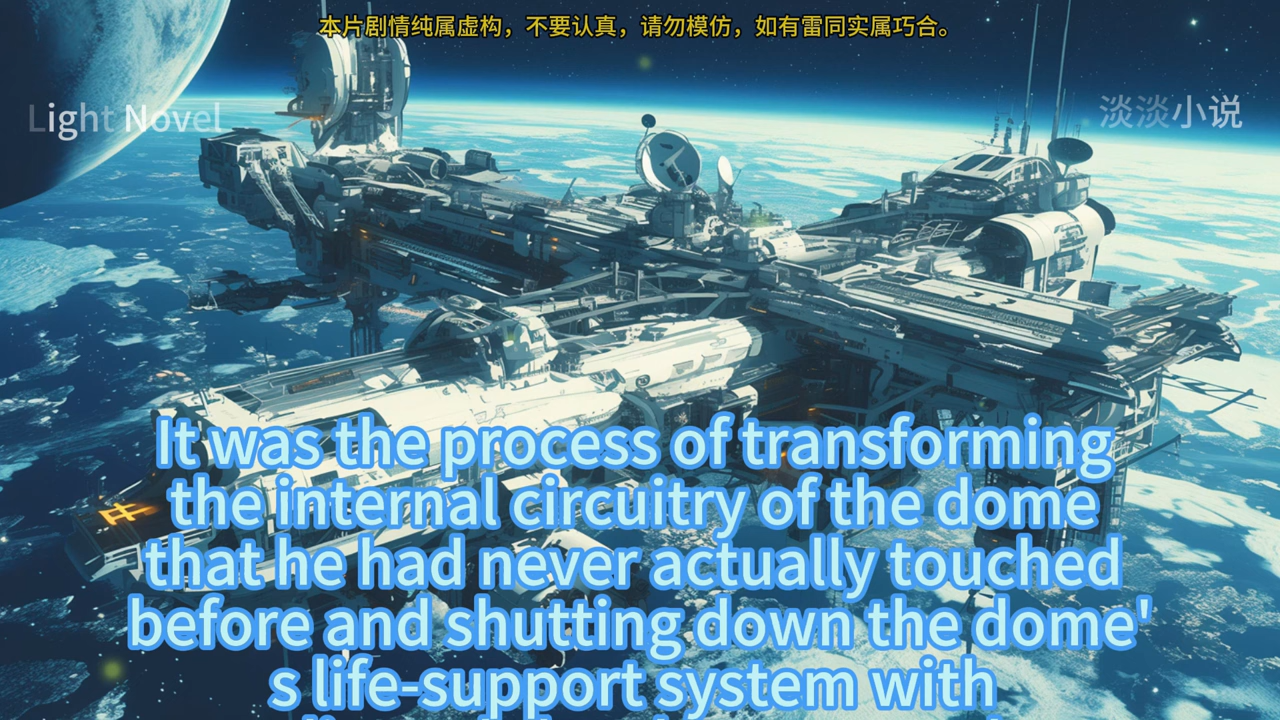 本片剧情纯属虚构，不要认真，请勿模仿，如有雷同实属巧合。
Light Novel
淡淡小说
It was the process of transforming
the internal circuitry of the dome
that he had never actually touched
before and shutting down the dome'
s life-support system with